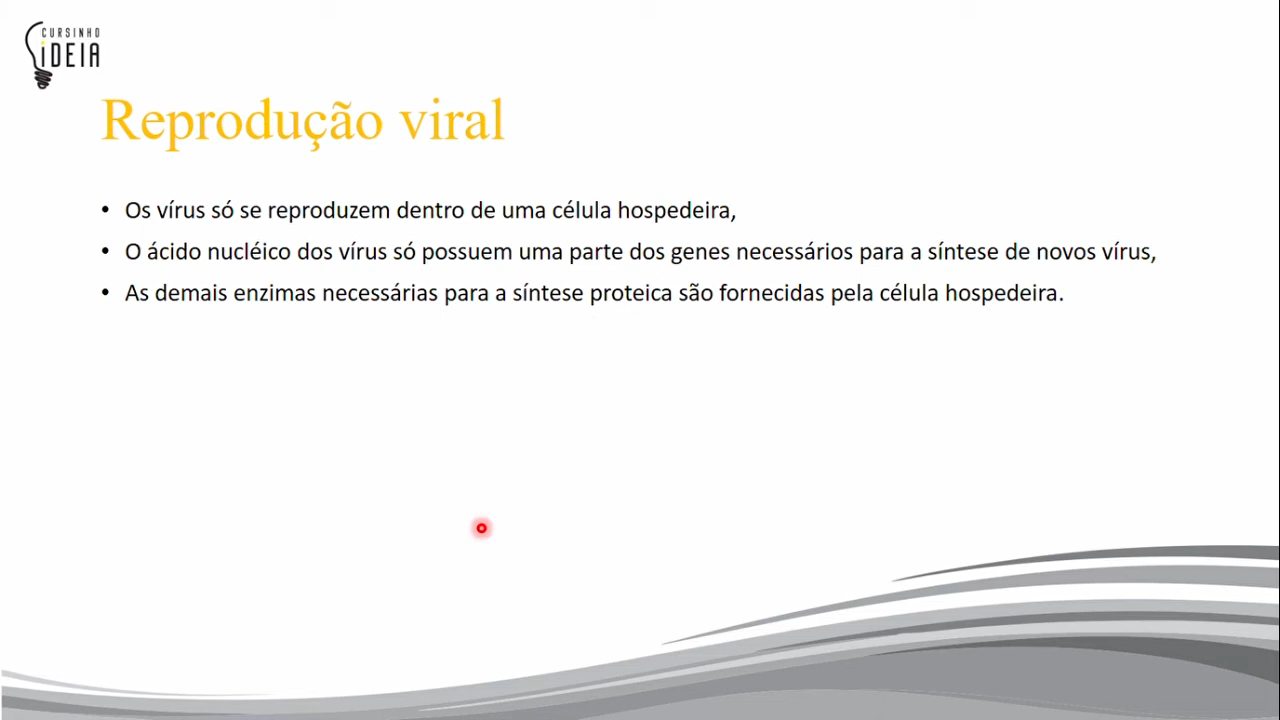 CURSINHO
iDEIA
Reprodução viral
• Os vírus só se reproduzem dentro de uma célula hospedeira,
• O ácido nucléico dos vírus só possuem uma parte dos genes necessários para a síntese de novos vírus,
• As demais enzimas necessárias para a síntese proteica são fornecidas pela célula hospedeira.